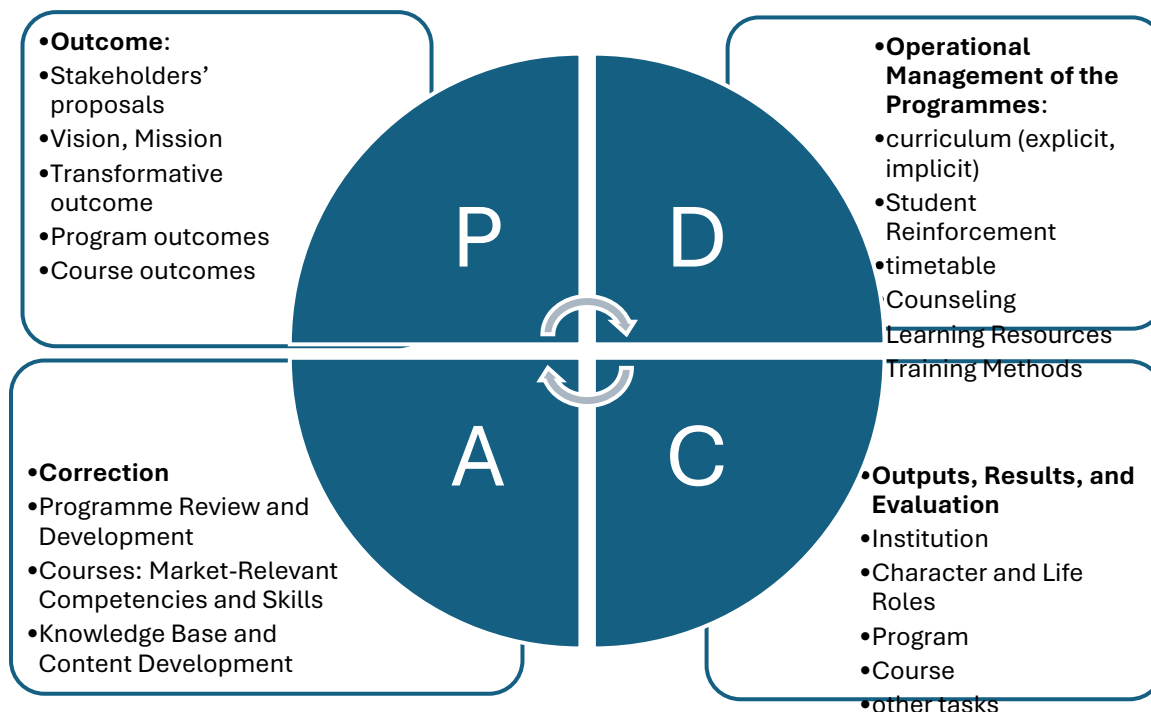 •Outcome:
•Stakeholders’
proposals
•Vision, Mission
•Transformative
outcome
•Program outcomes
•Course outcomes
P
D
•Operational
Management of the
Programmes:
•curriculum (explicit,
implicit)
•Student
Reinforcement
•timetable
•Counseling
Learning Resources
Training Methods
A
C
•Correction
•Programme Review and
Development
•Courses: Market-Relevant
Competencies and Skills
•Knowledge Base and
Content Development
•Outputs, Results, and
Evaluation
•Institution
•Character and Life
Roles
•Program
•Course
•other tasks